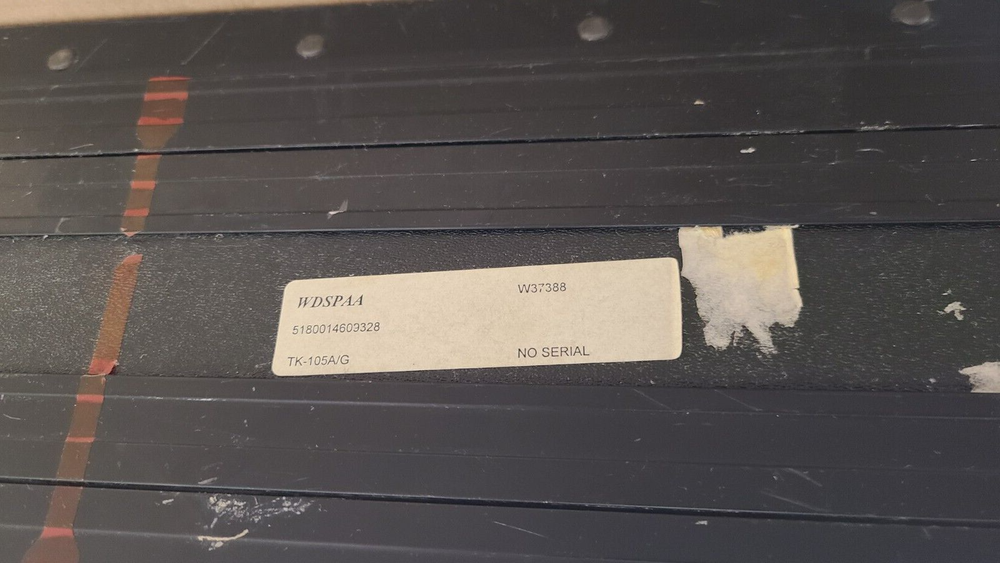 WDSPAA W37388
5180014609328
TK-105A/G NO SERIAL